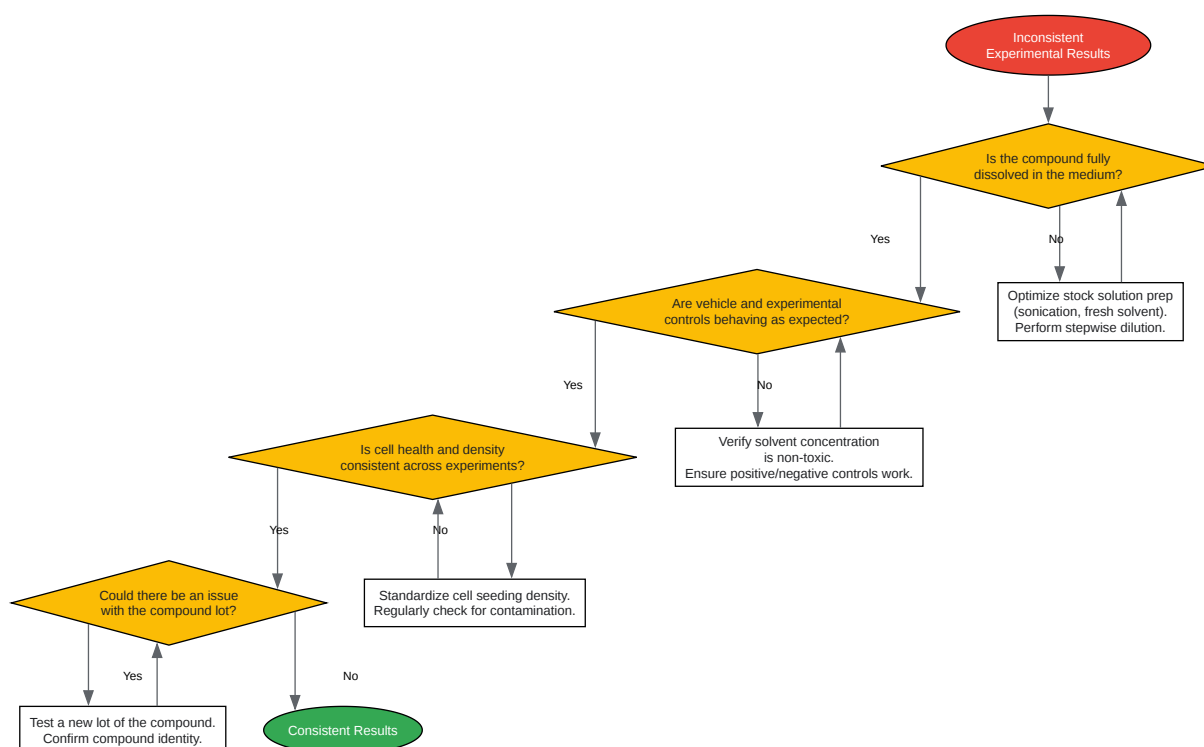 Inconsistent
Experimental Results
Is the compound fully
dissolved in the medium?
Yes
No
Optimize stock solution prep
(sonication, fresh solvent).
Perform stepwise dilution.
Are vehicle and experimental
controls behaving as expected?
Yes
No
Verify solvent concentration
is non-toxic.
Ensure positive/negative controls work.
Is cell health and density
consistent across experiments?
Yes
No
Standardize cell seeding density.
Regularly check for contamination.
Could there be an issue
with the compound lot?
Yes
No
Test a new lot of the compound.
Confirm compound identity.
Consistent Results